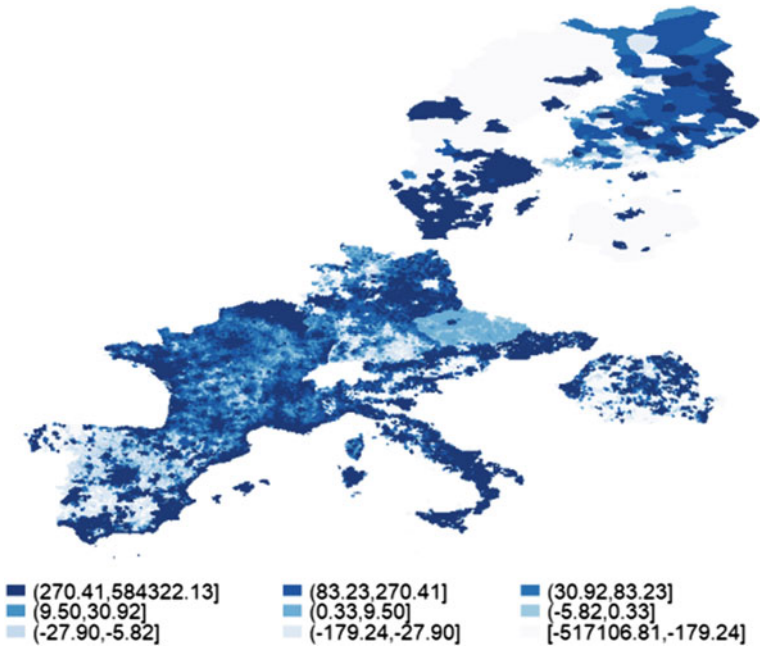 (270.41,584322.13] (83.23,270.41] (30.92,83.23]
(9.50,30.92] (0.33,9.50] (-5.82,0.33]
(-27.90,-5.82] (-179.24,-27.90] [-517106.81,-179.24]